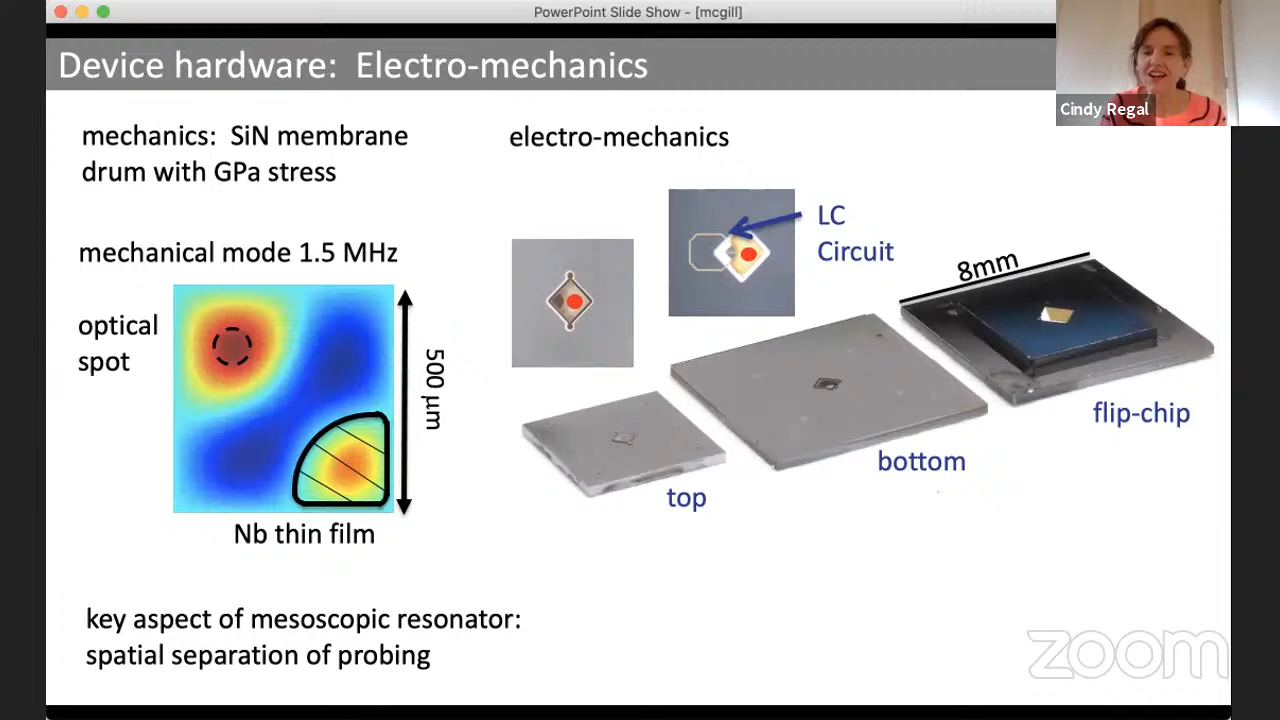 PowerPoint Slide Show - [mcgill]
Device hardware: Electro-mechanics
Cindy Regal
mechanics: SiN membrane
drum with GPa stress
electro-mechanics
mechanical mode 1.5 MHz
optical
spot
500 μm
Nb thin film
LC
Circuit
8mm
flip-chip
bottom
top
key aspect of mesoscopic resonator:
spatial separation of probing
zoom